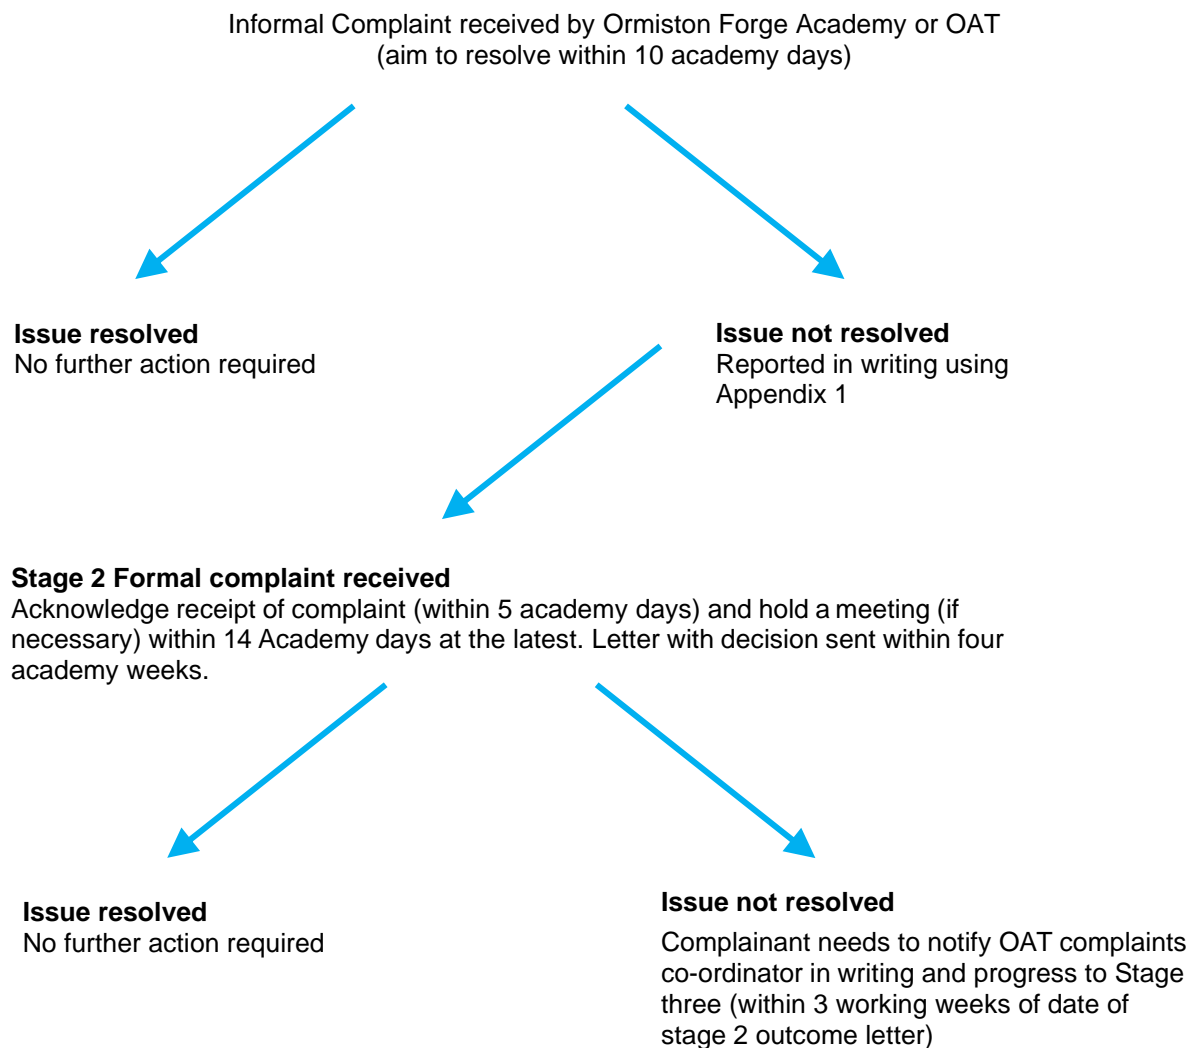 Informal Complaint received by Ormiston Forge Academy or OAT
(aim to resolve within 10 academy days)
Issue resolved
No further action required
Issue not resolved
Reported in writing using
Appendix 1
Stage 2 Formal complaint received
Acknowledge receipt of complaint (within 5 academy days) and hold a meeting (if
necessary) within 14 Academy days at the latest. Letter with decision sent within four
academy weeks.
Issue resolved
No further action required
Issue not resolved
Complainant needs to notify OAT complaints
co-ordinator in writing and progress to Stage
three (within 3 working weeks of date of
stage 2 outcome letter)